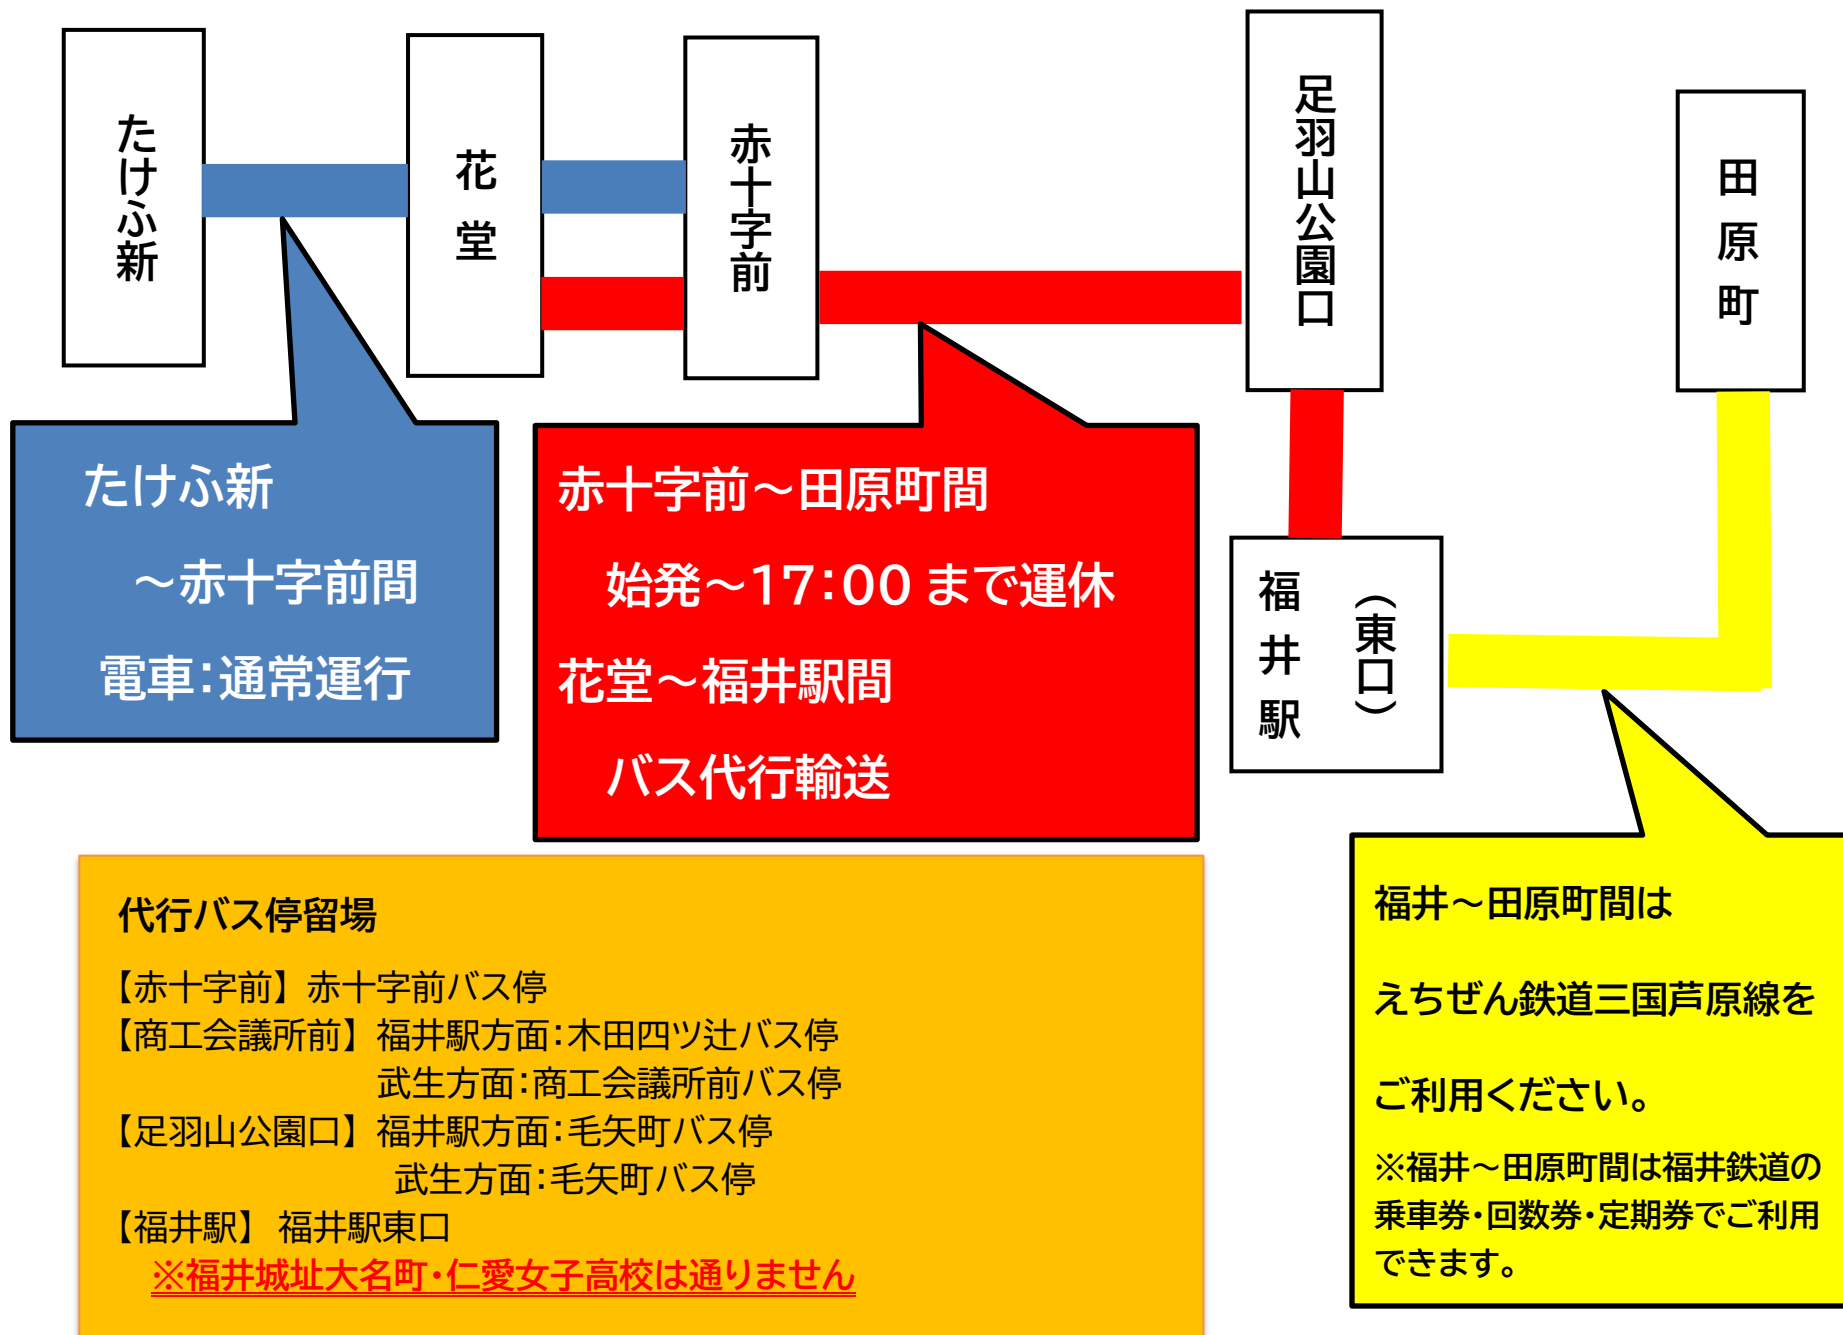 たけふ新
花堂
赤十字前
足羽山公園口
田原町
福井駅
（東口）
たけふ新
～赤十字前間
電車：通常運行
赤十字前～田原町間
始発～17：00まで運休
花堂～福井駅間
バス代行輸送
代行バス停留場
【赤十字前】赤十字前バス停
【商工会議所前】福井駅方面：木田四ツ辻バス停
武生方面：商工会議所前バス停
【足羽山公園口】福井駅方面：毛矢町バス停
武生方面：毛矢町バス停
【福井駅】 福井駅東口
※福井城址大名町・仁愛女子高校は通りません
福井～田原町間は
えちぜん鉄道三国芦原線を
ご利用ください。
※福井～田原町間は福井鉄道の
乗車券・回数券・定期券でご利用
できます。